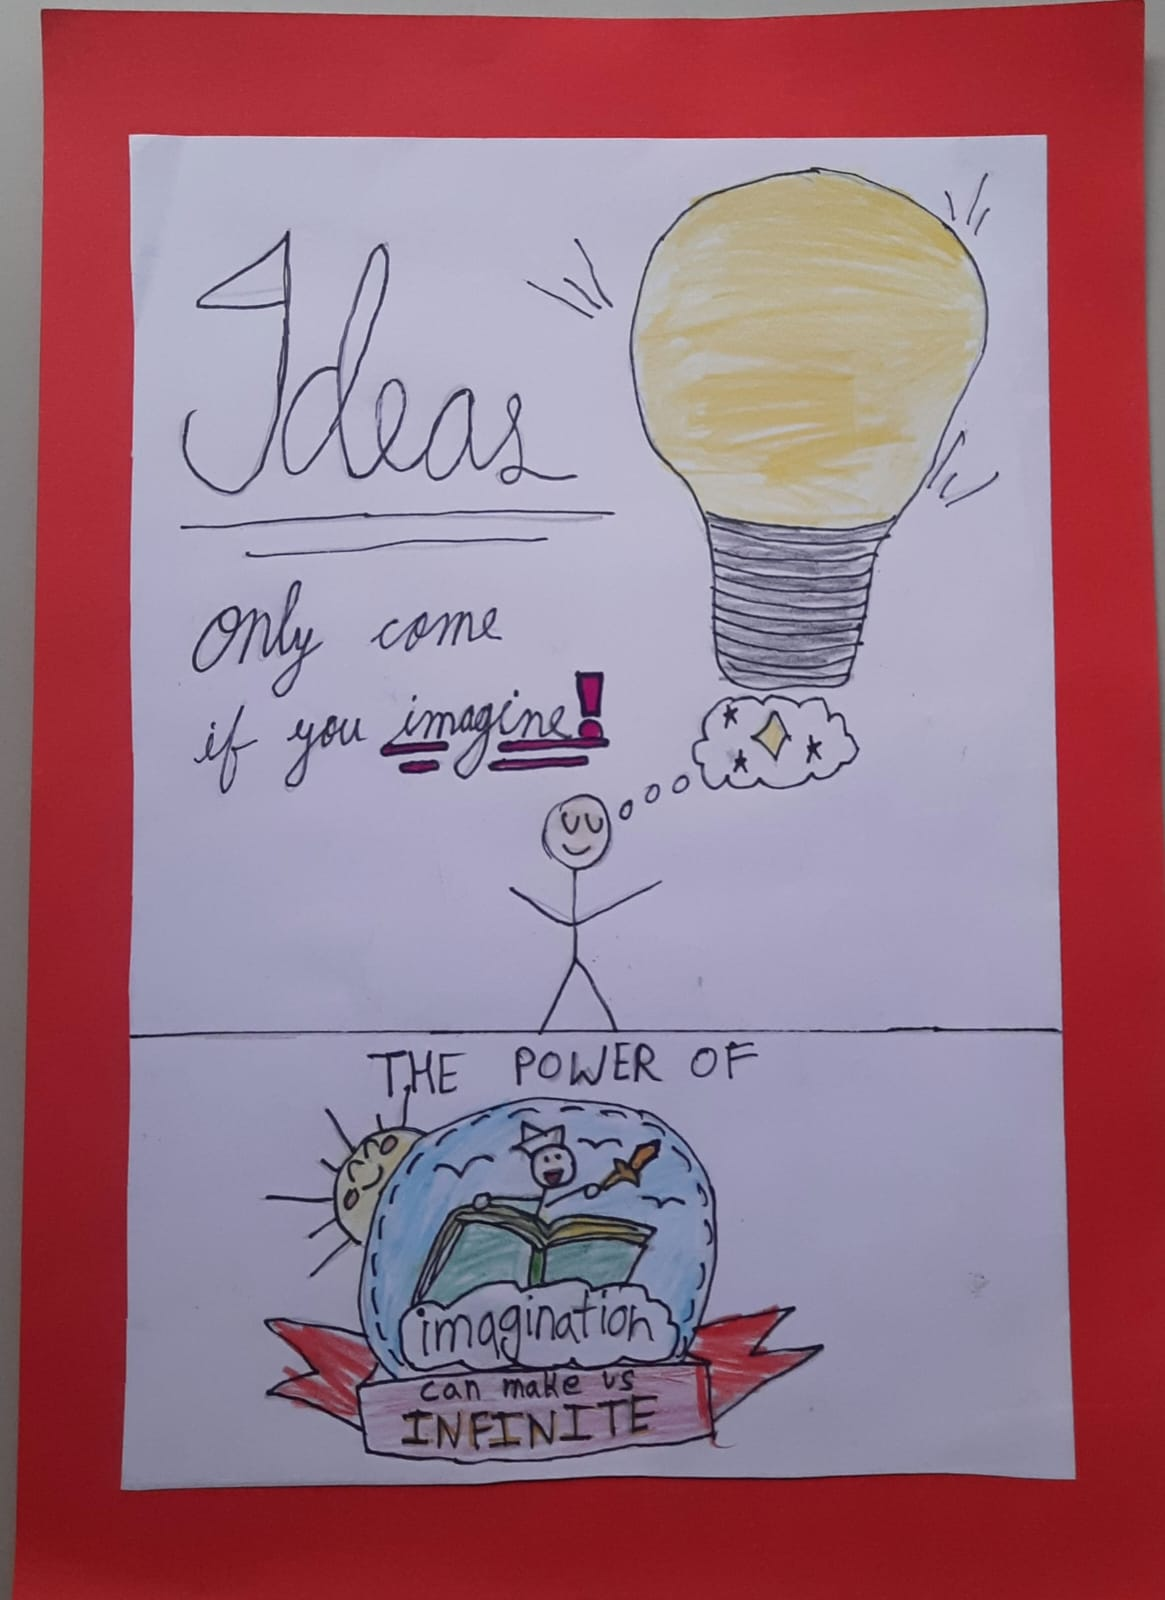 Ideas
only come
if you imagine!
THE POWER OF
imagination
can make us
INFINITE